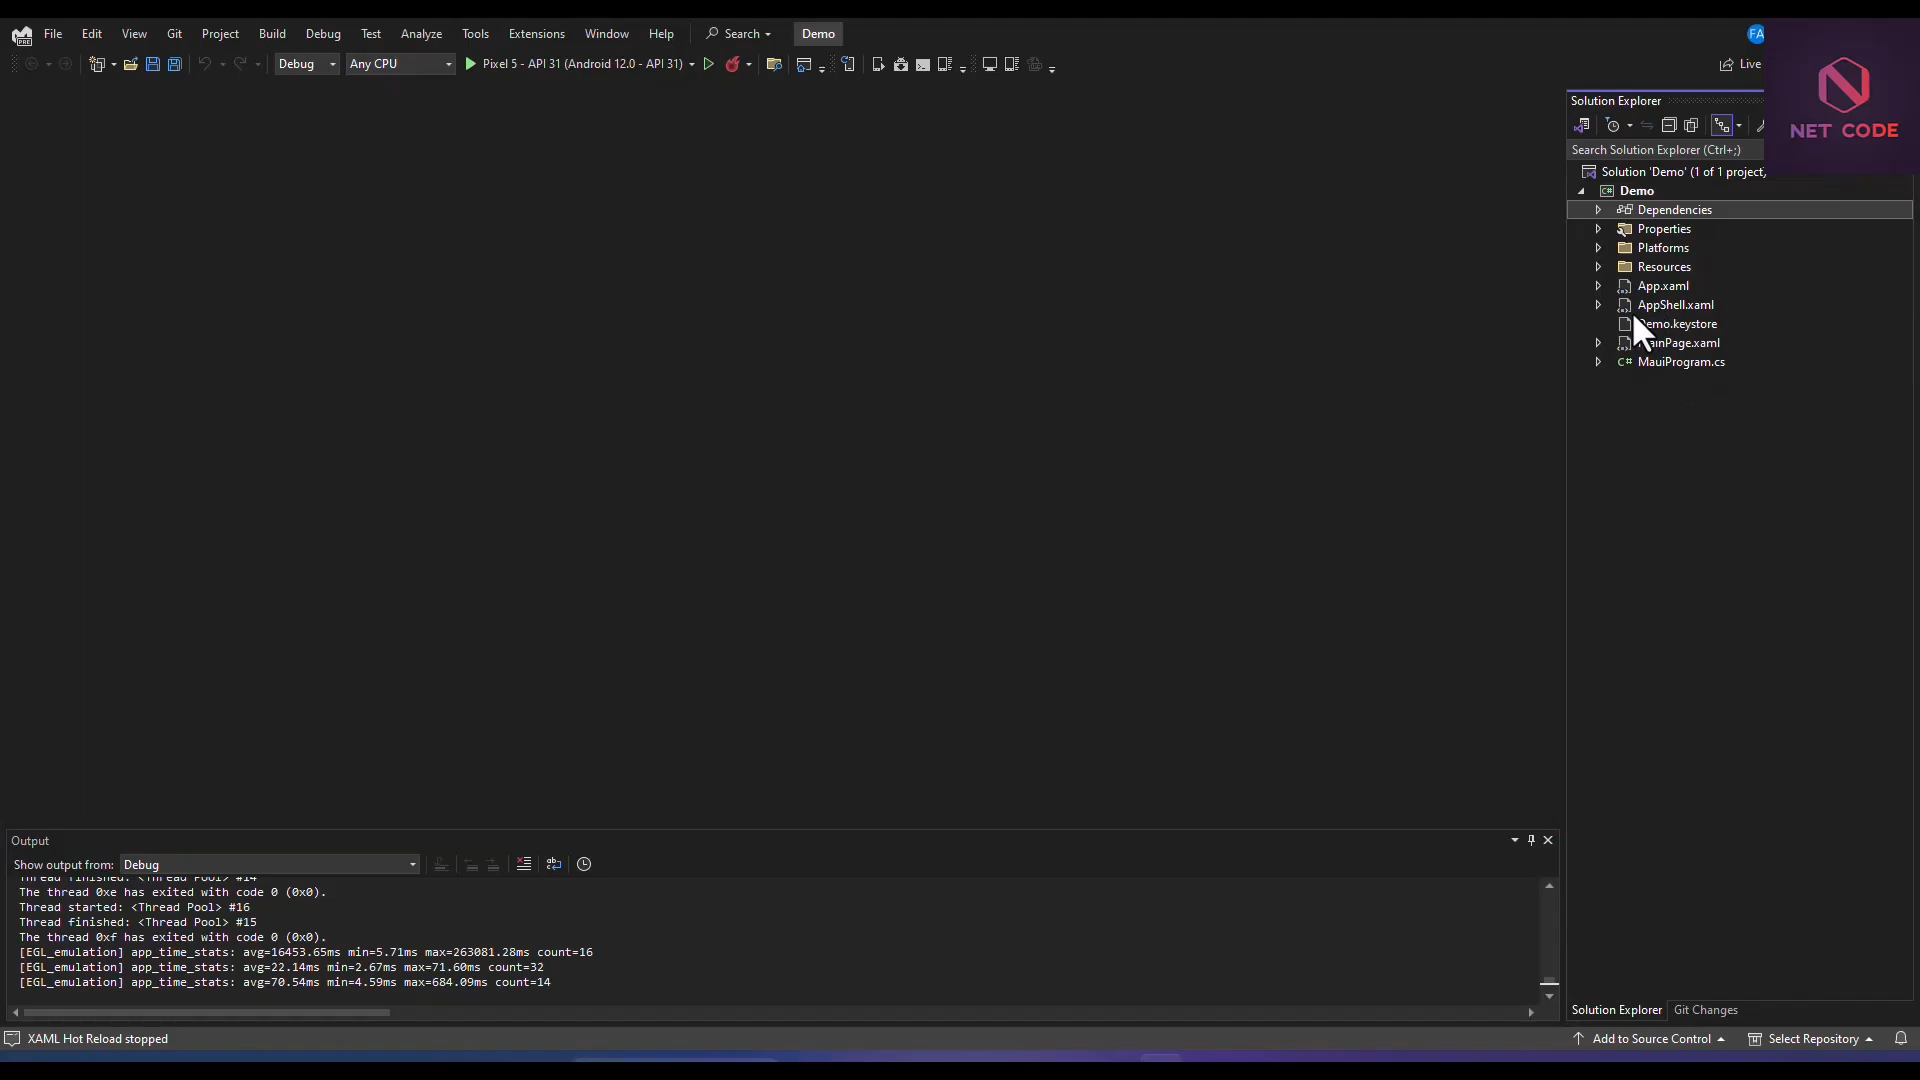 File Edit View Git Project Build Debug Test Analyze Tools Extensions Window Help Search Demo FA
Debug Any CPU Pixel 5 - API 31 (Android 12.0 - API 31) Live
NET CODE
Solution Explorer
Search Solution Explorer (Ctrl+;)
Solution 'Demo' (1 of 1 project)
C# Demo
Dependencies
Properties
Platforms
Resources
App.xaml
AppShell.xaml
Demo.keystore
MainPage.xaml
C# MauiProgram.cs
Output
Show output from: Debug
Thread finished: <Thread Pool> #14
The thread 0xe has exited with code 0 (0x0).
Thread started: <Thread Pool> #16
Thread finished: <Thread Pool> #15
The thread 0xf has exited with code 0 (0x0).
[EGL_emulation] app_time_stats: avg=16453.65ms min=5.71ms max=263081.28ms count=16
[EGL_emulation] app_time_stats: avg=22.14ms min=2.67ms max=71.60ms count=32
[EGL_emulation] app_time_stats: avg=70.54ms min=4.59ms max=684.09ms count=14
Solution Explorer Git Changes
XAML Hot Reload stopped Add to Source Control Select Repository